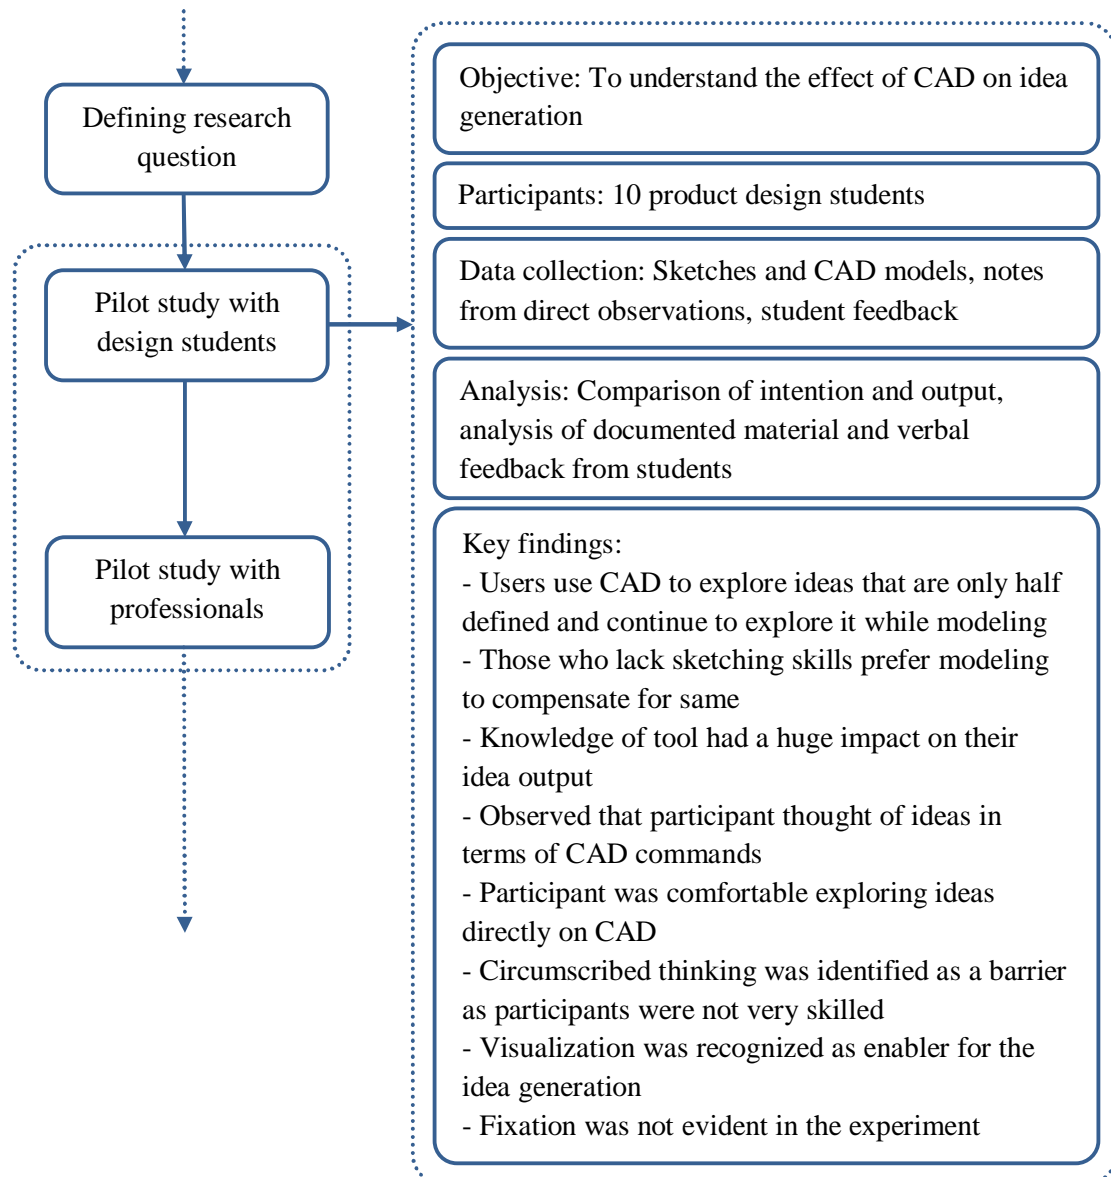 Defining research
question
Pilot study with
design students
Pilot study with
professionals
Objective: To understand the effect of CAD on idea
generation
Participants: 10 product design students
Data collection: Sketches and CAD models, notes
from direct observations, student feedback
Analysis: Comparison of intention and output,
analysis of documented material and verbal
feedback from students
Key findings:
- Users use CAD to explore ideas that are only half
defined and continue to explore it while modeling
- Those who lack sketching skills prefer modeling
to compensate for same
- Knowledge of tool had a huge impact on their
idea output
- Observed that participant thought of ideas in
terms of CAD commands
- Participant was comfortable exploring ideas
directly on CAD
- Circumscribed thinking was identified as a barrier
as participants were not very skilled
- Visualization was recognized as enabler for the
idea generation
- Fixation was not evident in the experiment